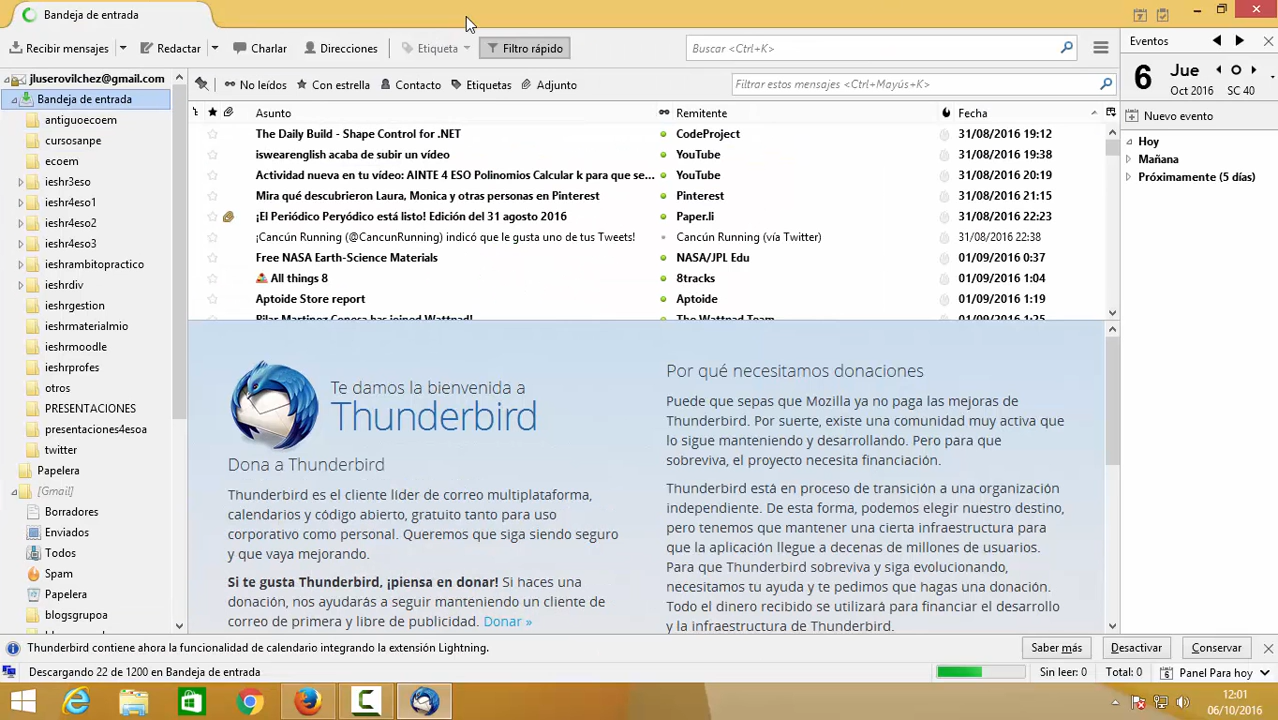 Bandeja de entrada
Recibir mensajes
Redactar
Charlar
Direcciones
Etiqueta
Filtro rápido
Buscar <Ctrl+K>
Eventos
jluserovilchez@gmail.com
Bandeja de entrada
antiguoecoem
cursosanpe
ecoem
ieshr3eso
ieshr4eso1
ieshr4eso2
ieshr4eso3
ieshrambitopractico
ieshrdiv
ieshrgestion
ieshrmaterialmio
ieshrmoodle
ieshrprofes
otros
PRESENTACIONES
presentaciones4esoa
twitter
Papelera
[Gmail]
Borradores
Enviados
Todos
Spam
Papelera
blogsgrupoa
No leídos
Con estrella
Contacto
Etiquetas
Adjunto
Filtrar estos mensajes <Ctrl+Mayús+K>
Asunto Remitente Fecha
The Daily Build - Shape Control for .NET CodeProject 31/08/2016 19:12
iswearenglish acaba de subir un vídeo YouTube 31/08/2016 19:38
Actividad nueva en tu vídeo: AINTE 4 ESO Polinomios Calcular k para que se... YouTube 31/08/2016 20:19
Mira qué descubrieron Laura, Monica y otras personas en Pinterest Pinterest 31/08/2016 21:15
¡El Periódico Peryódico está listo! Edición del 31 agosto 2016 Paper.li 31/08/2016 22:23
¡Cancún Running (@CancunRunning) indicó que le gusta uno de tus Tweets! Cancún Running (vía Twitter) 31/08/2016 22:38
Free NASA Earth-Science Materials NASA/JPL Edu 01/09/2016 0:37
All things 8 8tracks 01/09/2016 1:04
Aptoide Store report Aptoide 01/09/2016 1:19
Pilar Martinez Conesa has joined Wattpad! The Wattpad Team 01/09/2016 1:25
Te damos la bienvenida a
Thunderbird
Dona a Thunderbird
Thunderbird es el cliente líder de correo multiplataforma,
calendarios y código abierto, gratuito tanto para uso
corporativo como personal. Queremos que siga siendo seguro
y que vaya mejorando.
Si te gusta Thunderbird, ¡piensa en donar! Si haces una
donación, nos ayudarás a seguir manteniendo un cliente de
correo de primera y libre de publicidad. Donar »
Por qué necesitamos donaciones
Puede que sepas que Mozilla ya no paga las mejoras de
Thunderbird. Por suerte, existe una comunidad muy activa que
lo sigue manteniendo y desarrollando. Pero para que
sobreviva, el proyecto necesita financiación.
Thunderbird está en proceso de transición a una organización
independiente. De esta forma, podemos elegir nuestro destino,
pero tenemos que mantener una cierta infraestructura para
que la aplicación llegue a decenas de millones de usuarios.
Para que Thunderbird sobreviva y siga evolucionando,
necesitamos tu ayuda y te pedimos que hagas una donación.
Todo el dinero recibido se utilizará para financiar el desarrollo
y la infraestructura de Thunderbird.
6 Jue
Oct 2016 SC 40
Nuevo evento
Hoy
Mañana
Próximamente (5 días)
Thunderbird contiene ahora la funcionalidad de calendario integrando la extensión Lightning.
Saber más
Desactivar
Conservar
Descargando 22 de 1200 en Bandeja de entrada
Sin leer: 0
Total: 0
6 Panel Para hoy
12:01
06/10/2016